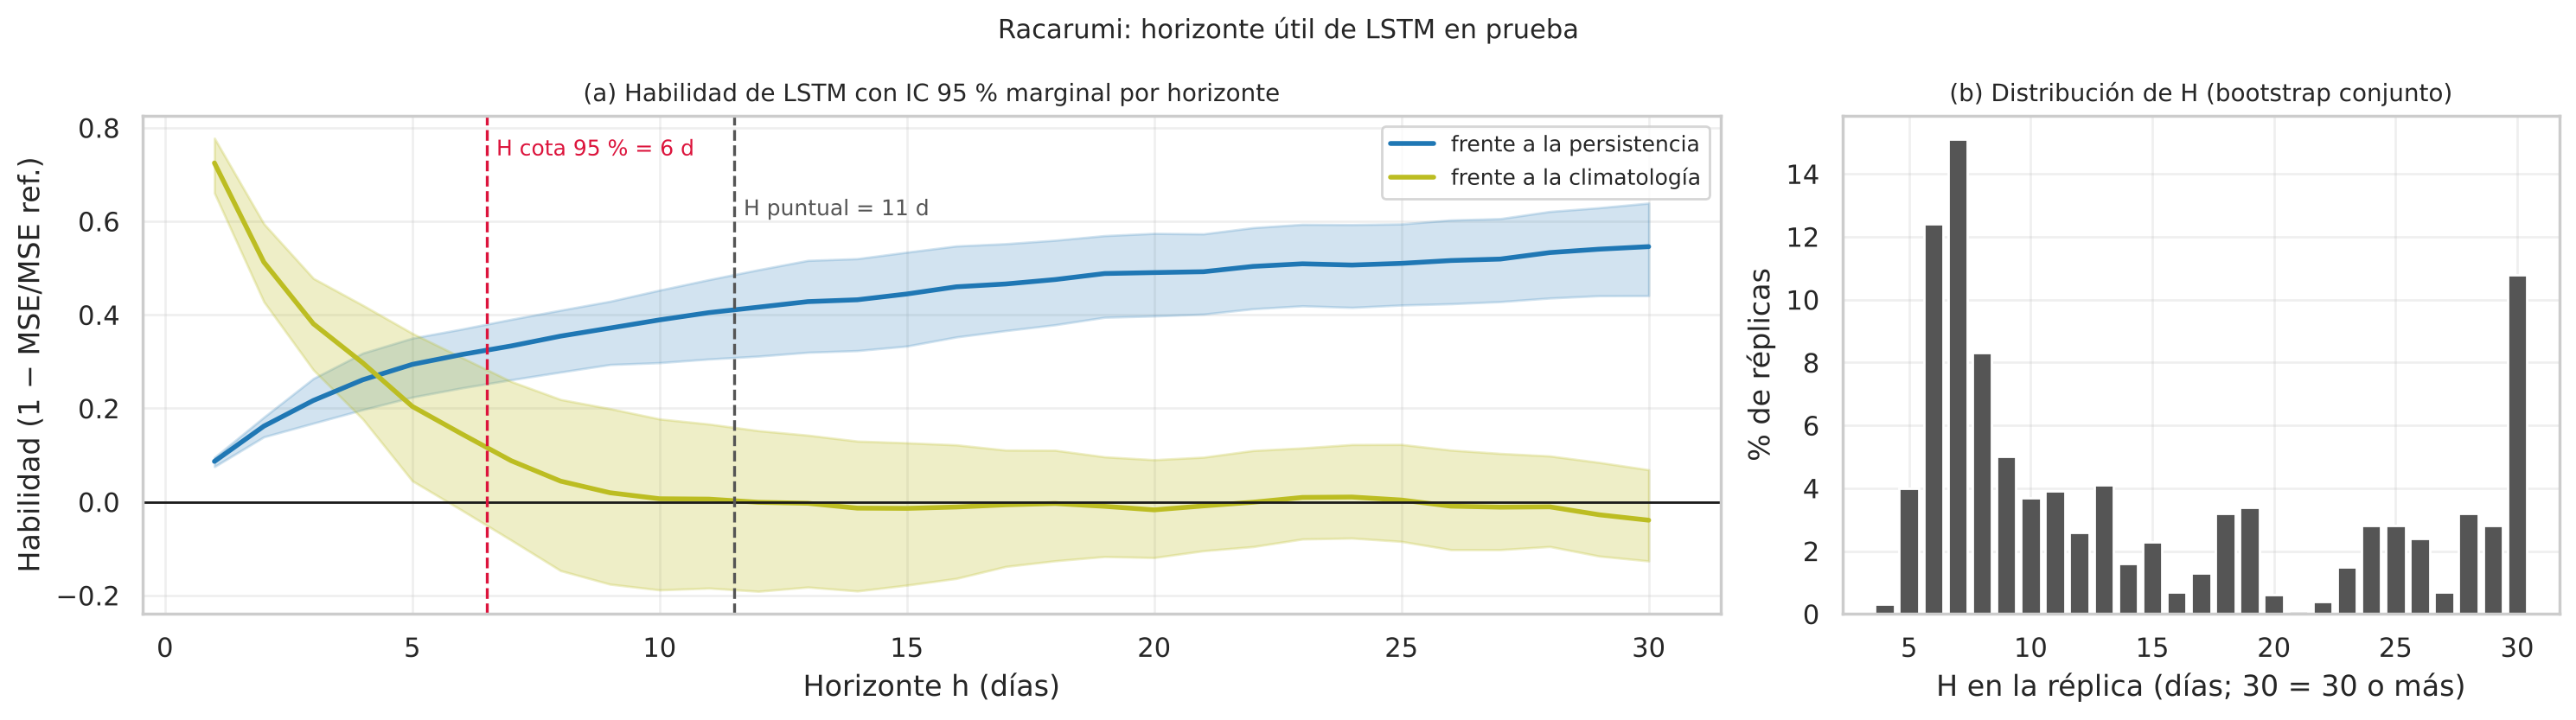 Racarumi: horizonte útil de LSTM en prueba
(a) Habilidad de LSTM con IC 95 % marginal por horizonte
Habilidad (1 − MSE/MSE ref.)
0.8
0.6
0.4
0.2
0.0
−0.2
H cota 95 % = 6 d
H puntual = 11 d
frente a la persistencia
frente a la climatología
0 5 10 15 20 25 30
Horizonte h (días)
(b) Distribución de H (bootstrap conjunto)
% de réplicas
14
12
10
8
6
4
2
0
5 10 15 20 25 30
H en la réplica (días; 30 = 30 o más)